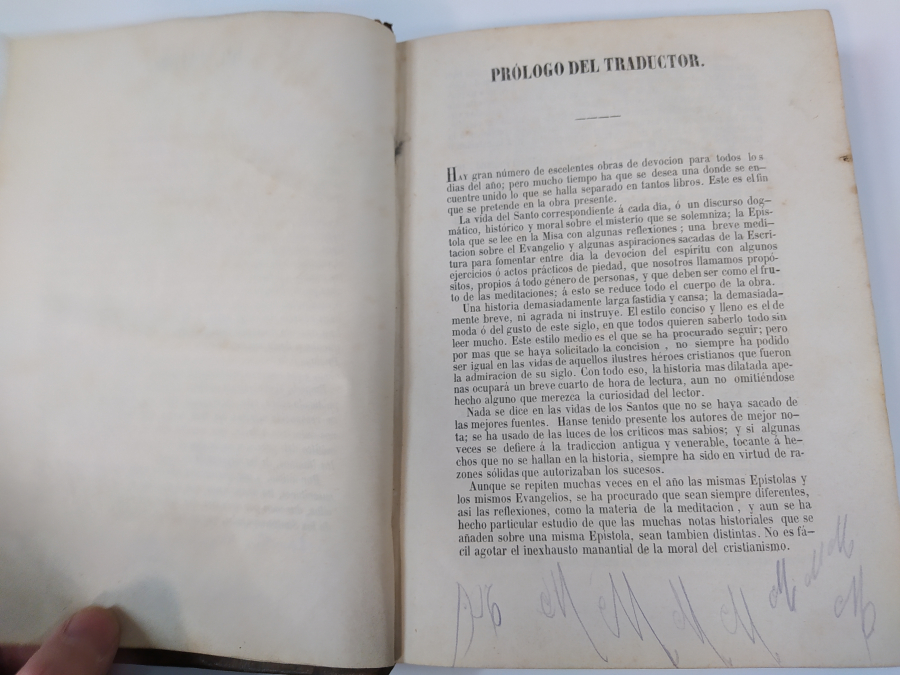 PRÓLOGO DEL TRADUCTOR.
HAY gran número de escelentes obras de devocion para todos los
dias del año; pero mucho tiempo ha que se desea una donde se en–
cuentre unido lo que se halla separado en tantos libros. Este es el fin
que se pretende en la obra presente.
La vida del Santo correspondiente á cada dia, ó un discurso dog–
mático, histórico y moral sobre el misterio que se solemniza; la Epís–
tola que se lee en la Misa con algunas reflexiones; una breve medi–
tacion sobre el Evangelio y algunas aspiraciones sacadas de la Escri–
tura para fomentar entre dia la devocion del espíritu con algunos
ejercicios ó actos prácticos de piedad, que nosotros llamamos propó–
sitos, propios á todo género de personas, y que deben ser como el fru–
to de las meditaciones; á esto se reduce todo el cuerpo de la obra.
Una historia demasiadamente larga fastidia y cansa; la demasiada–
mente breve, ni agrada ni instruye. El estilo conciso y lleno es el de
moda ó del gusto de este siglo, en que todos quieren saberlo todo sin
leer mucho. Este estilo medio es el que se ha procurado seguir; pero
por mas que se haya solicitado la concision, no siempre ha podido
ser igual en las vidas de aquellos ilustres héroes cristianos que fueron
la admiracion de su siglo. Con todo eso, la historia mas dilatada ape–
nas ocupará un breve cuarto de hora de lectura, aun no omitiéndose
hecho alguno que merezca la curiosidad del lector.
Nada se dice en las vidas de los Santos que no se haya sacado de
las mejores fuentes. Hanse tenido presente los autores de mejor no–
ta; se ha usado de las luces de los criticos mas sabios; y si algunas
veces se defiere á la tradiccion antigua y venerable, tocante á he–
chos que no se hallan en la historia, siempre ha sido en virtud de ra–
zones sólidas que autorizaban los sucesos.
Aunque se repiten muchas veces en el año las mismas Epístolas y
los mismos Evangelios, se ha procurado que sean siempre diferentes,
asi las reflexiones, como la materia de la meditacion, y aun se ha
hecho particular estudio de que las muchas notas historiales que se
añaden sobre una misma Epístola, sean tambien distintas. No es fá–
cil agotar el inexhausto manantial de la moral del cristianismo.
M M M M M M M M